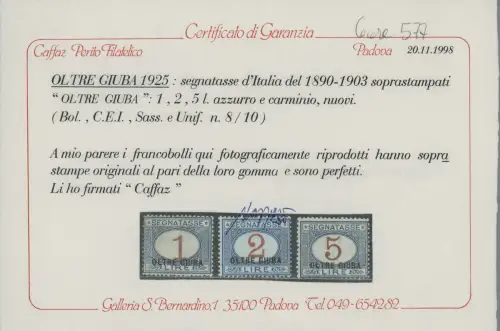 Certificato di Garanzia
577
Caffaz Perito Filatelico
Padova 20.11.1998
OLTRE GIUBA 1925 : segnatasse d'Italia del 1890-1903 soprastampati
“ OLTRE GIUBA ”: 1 , 2 , 5 l. azzurro e carminio, nuovi.
( Bol. , C.E.I. , Sass. e Unif. n. 8 / 10 )
A mio parere i francobolli qui fotograficamente riprodotti hanno sopra
stampe originali al pari della loro gomma e sono perfetti.
Li ho firmati “ Caffaz ”
SEGNATASSE SEGNATASSE SEGNATASSE
1 2 5
OLTRE GIUBA OLTRE GIUBA OLTRE GIUBA
LIRE LIRE LIRE
Galleria S. Bernardino, 1 35100 Padova Tel. 049-654289